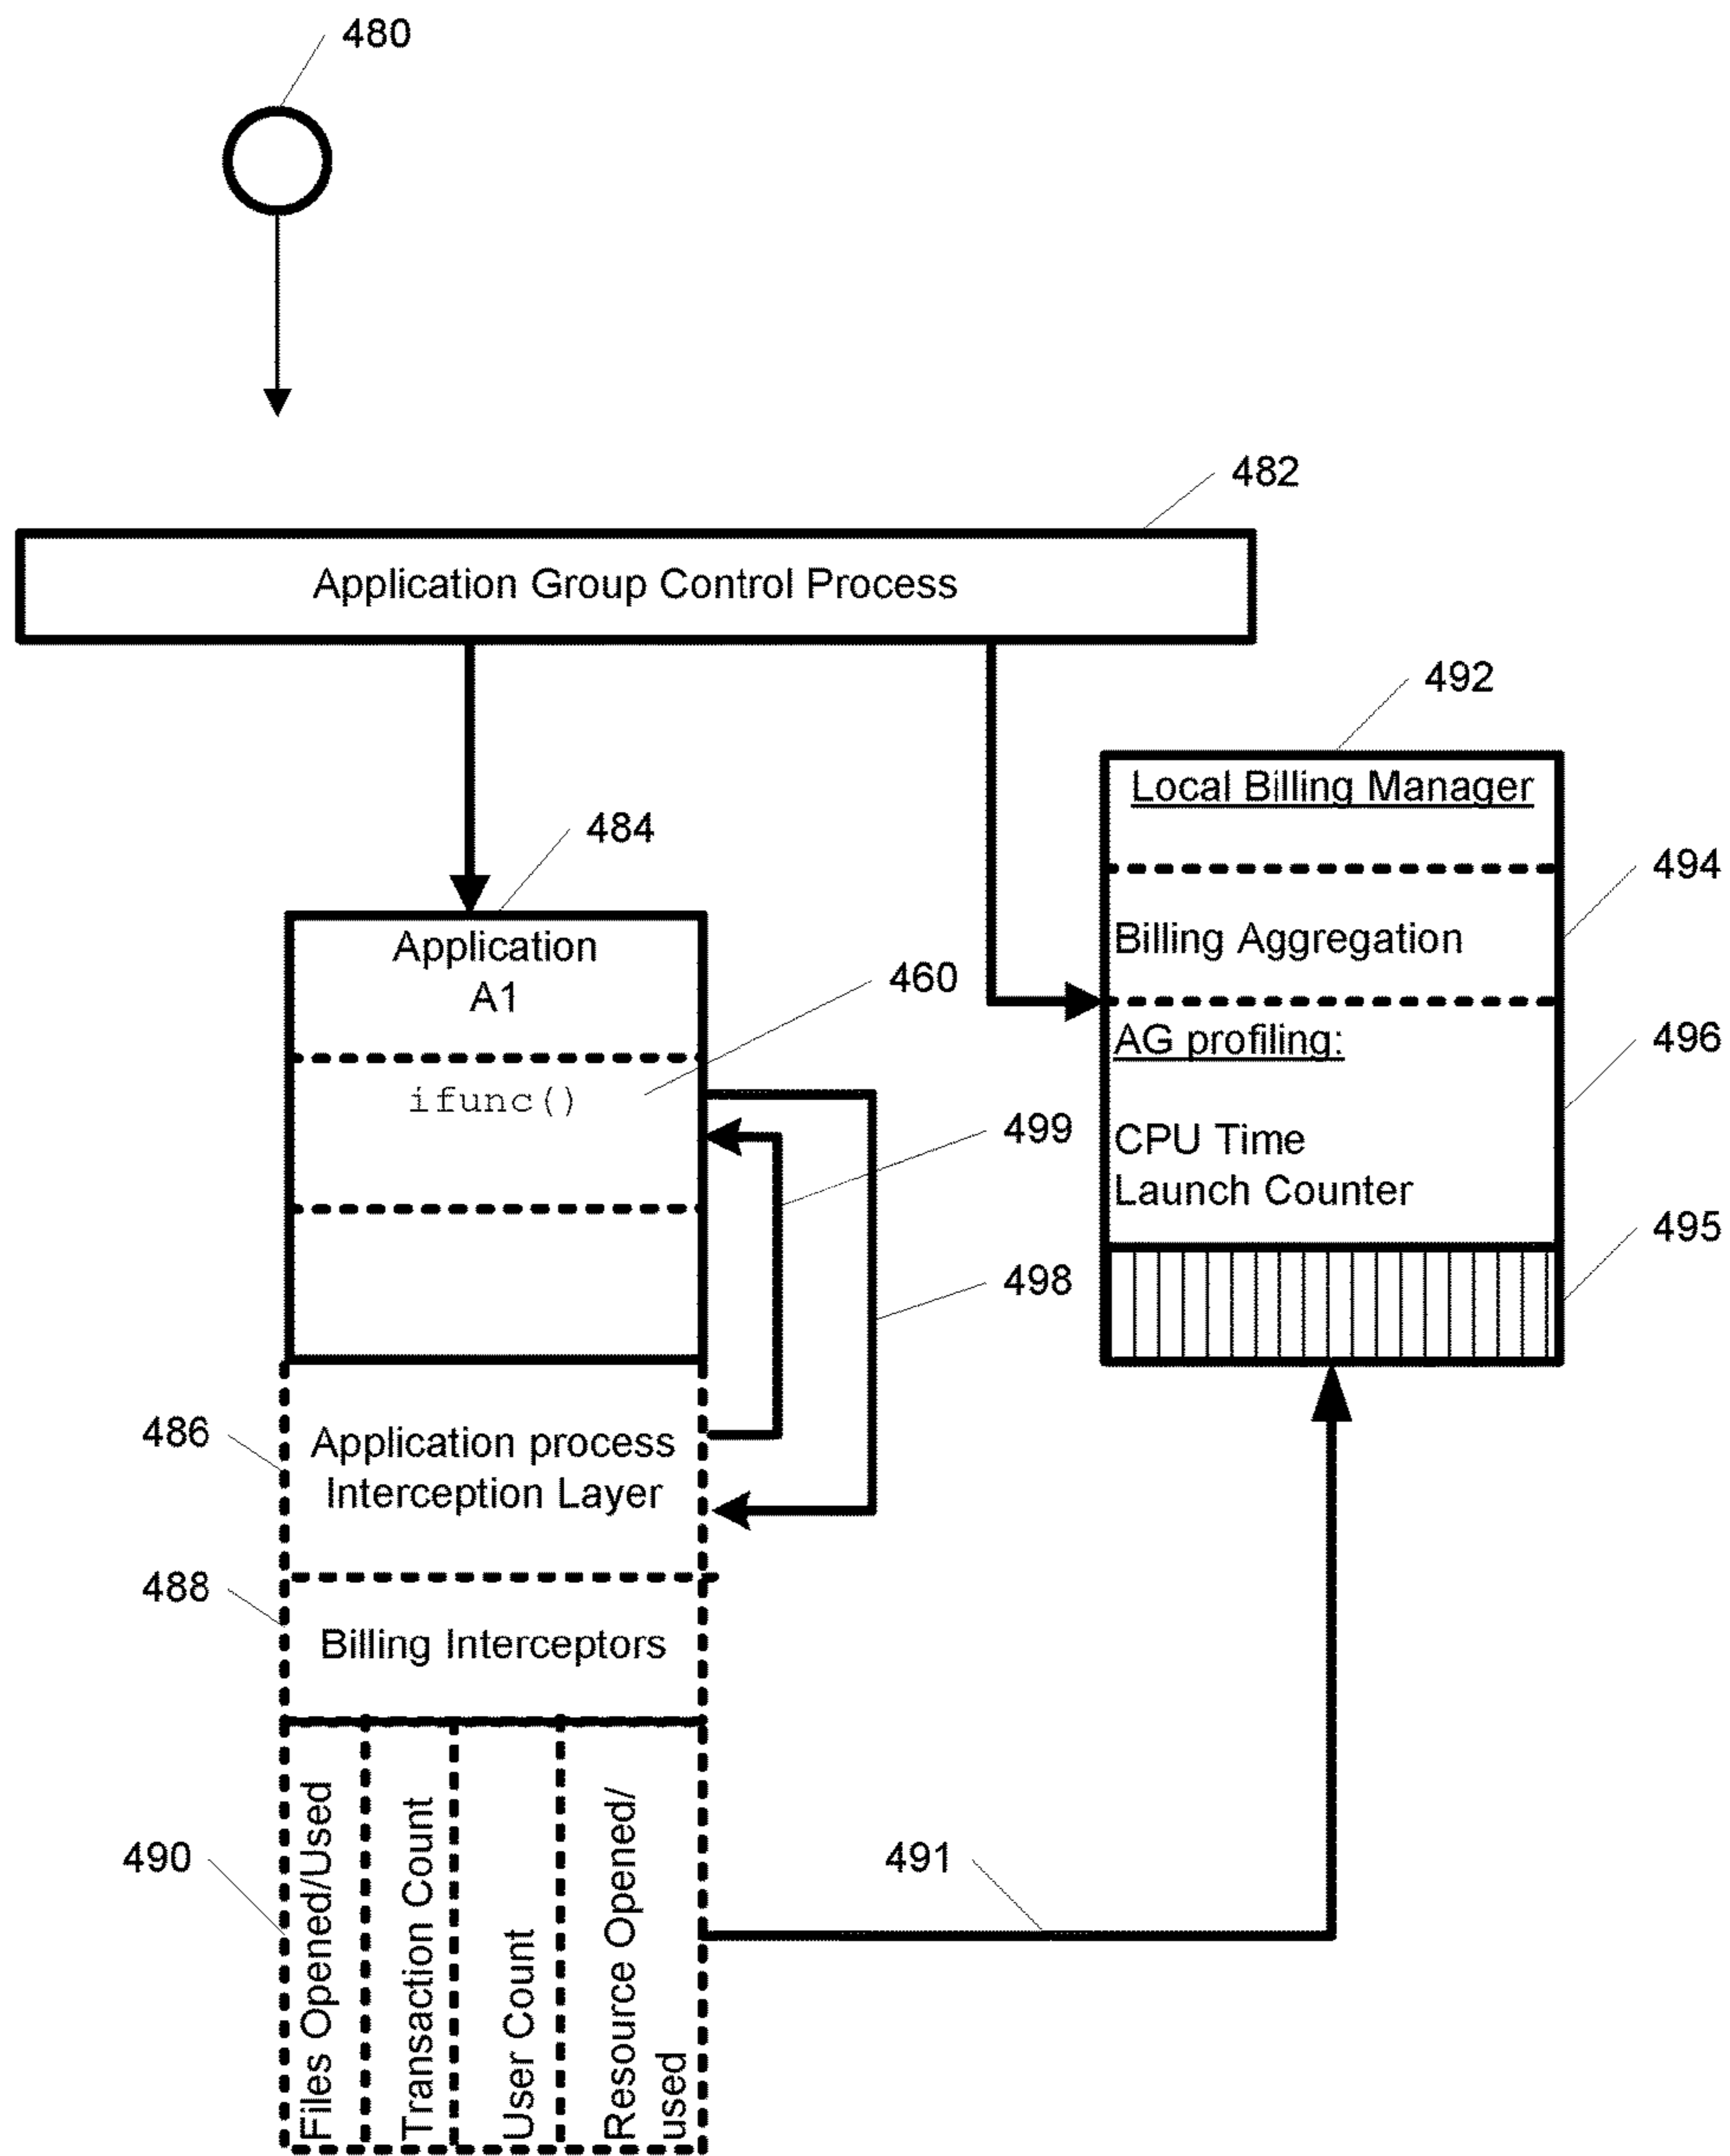 480
482
Application Group Control Process
492
Local Billing Manager
484
494
Application
A1
Billing Aggregation
460
ifunc()
AG profiling:
496
499
CPU Time
Launch Counter
495
498
486
Application process
Interception Layer
488
Billing Interceptors
490
Files Opened/Used
Transaction Count
User Count
Resource Opened/
used
491